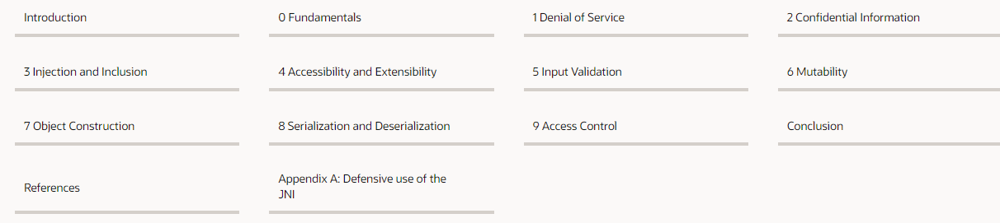 Introduction
0 Fundamentals
1 Denial of Service
2 Confidential Information
3 Injection and Inclusion
4 Accessibility and Extensibility
5 Input Validation
6 Mutability
7 Object Construction
8 Serialization and Deserialization
9 Access Control
Conclusion
References
Appendix A: Defensive use of the
JNI